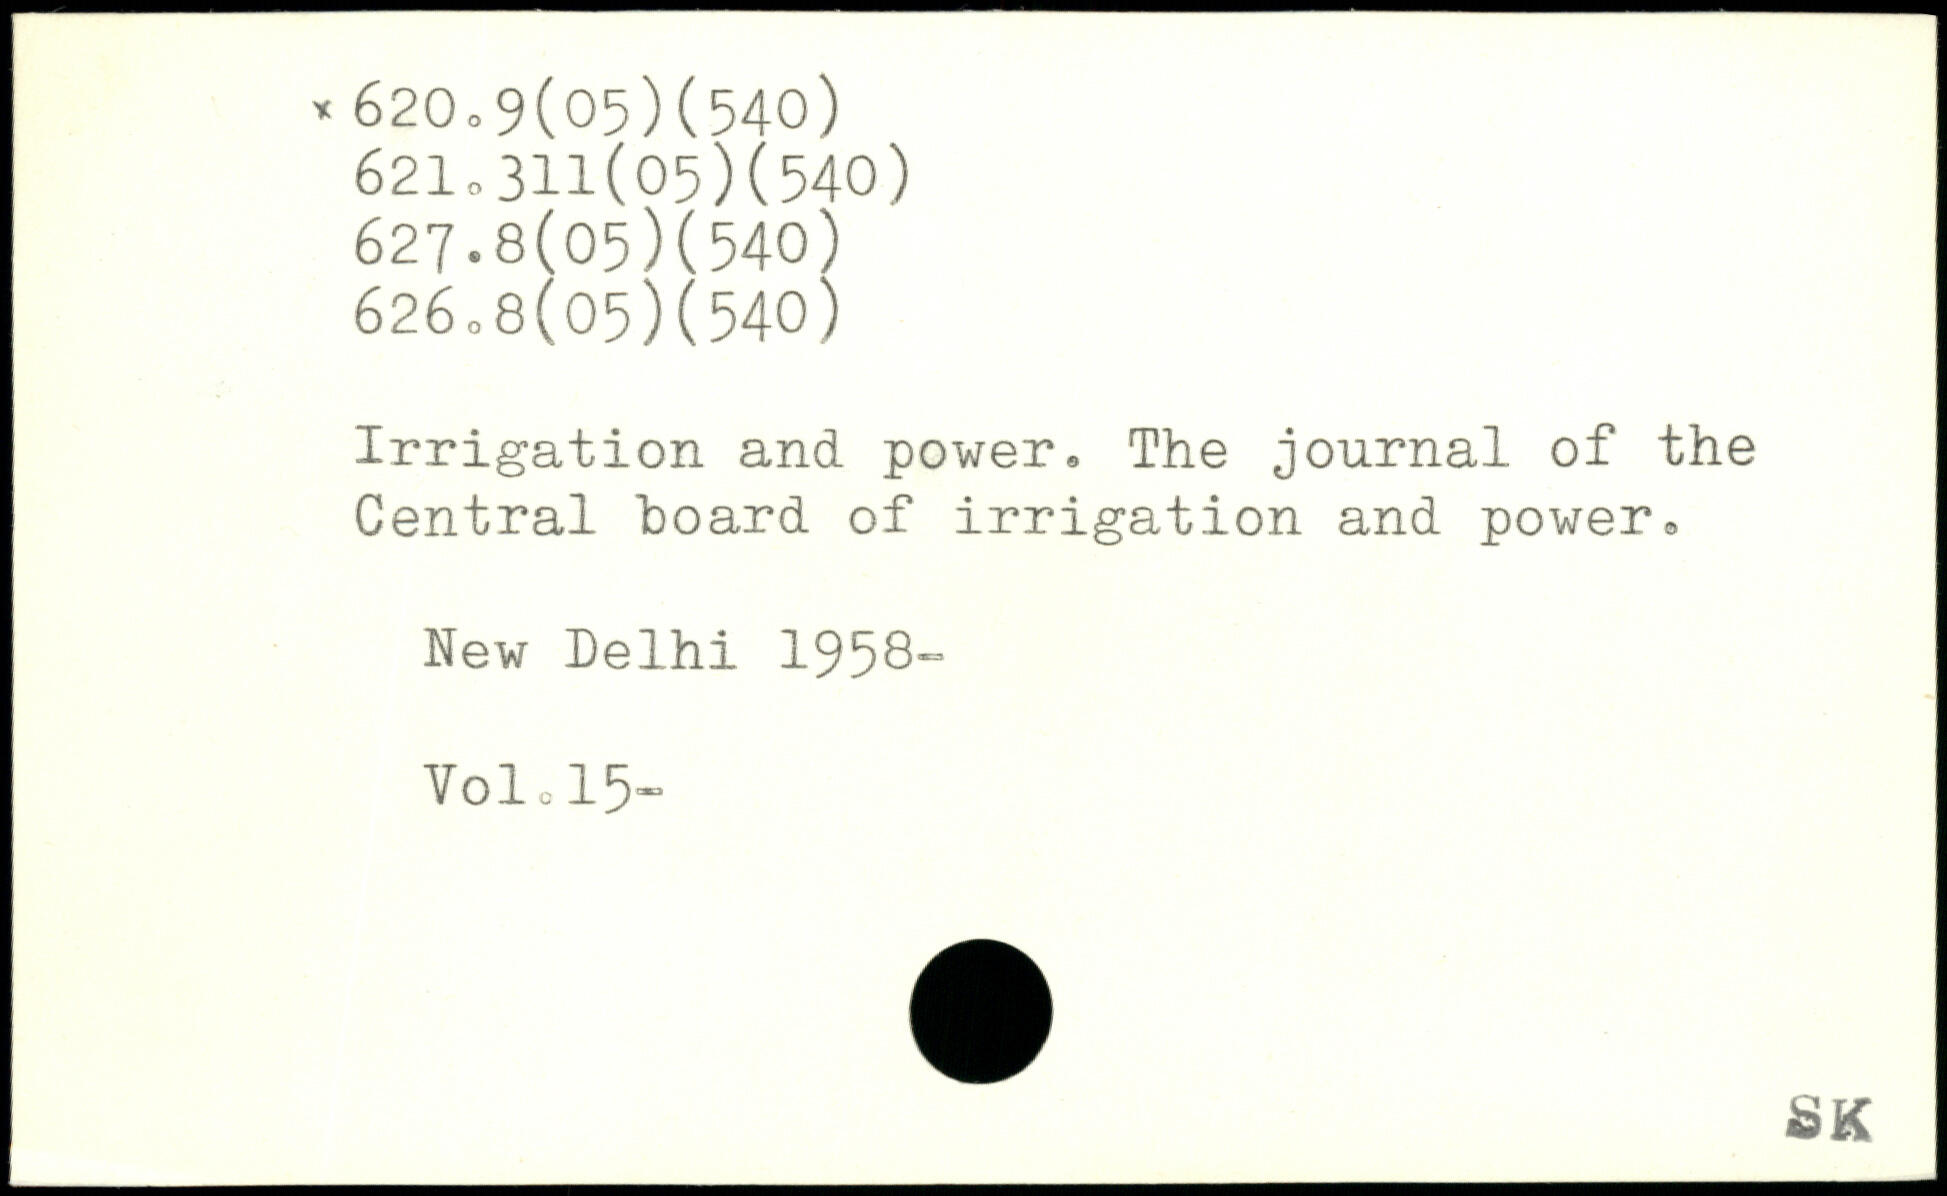 × 620.9(05)(540)
621.311(05)(540)
627.8(05)(540)
626.8(05)(540)
Irrigation and power. The journal of the
Central board of irrigation and power.
New Delhi 1958-
Vol.15-
SK